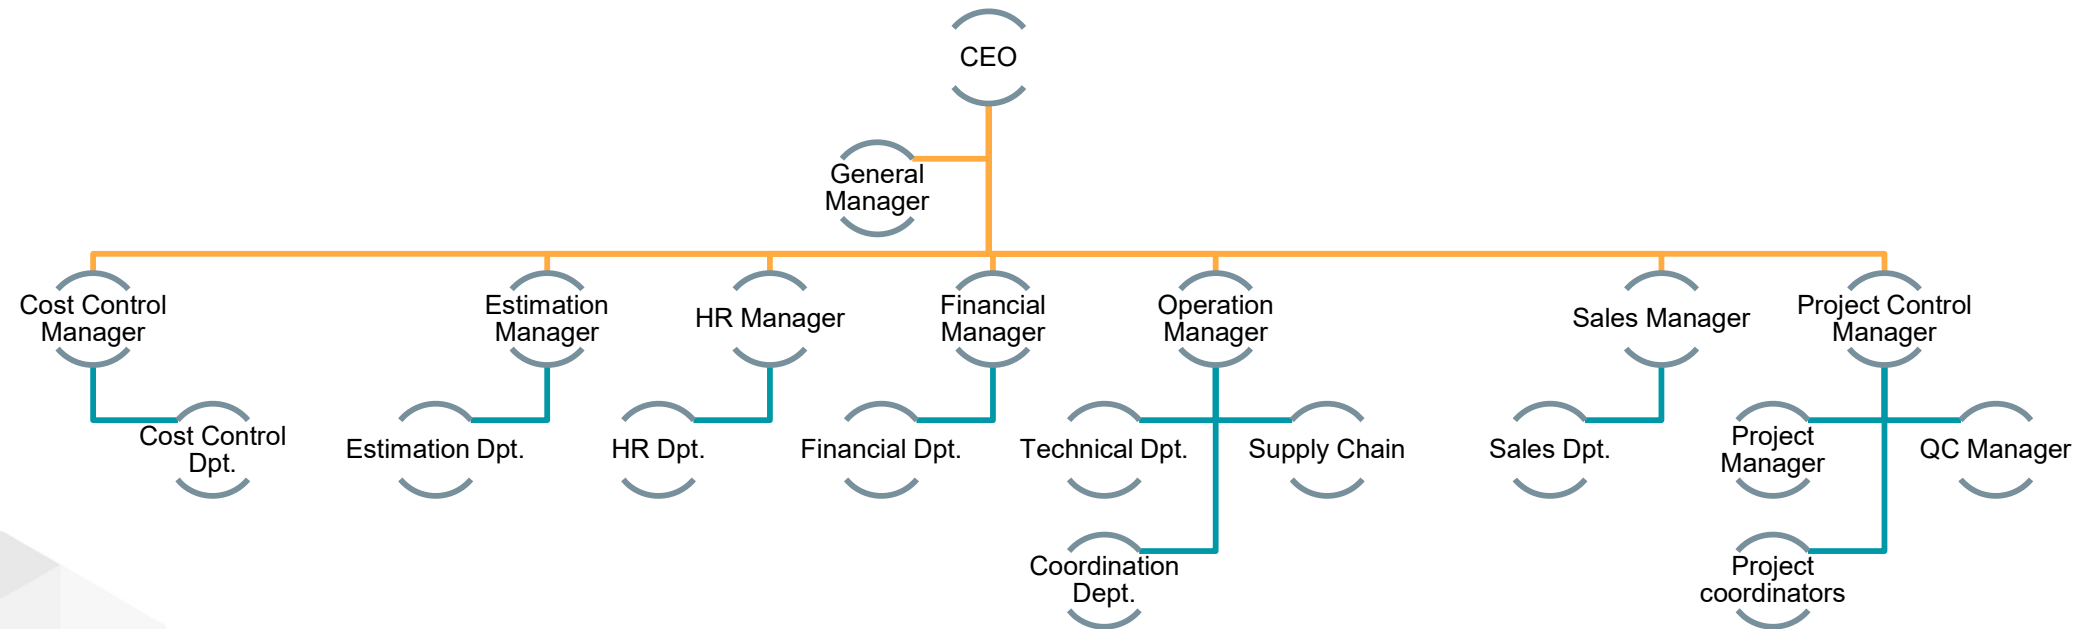 CEO
General
Manager
Cost Control
Manager
Estimation
Manager
HR Manager
Financial
Manager
Operation
Manager
Sales Manager
Project Control
Manager
Cost Control
Dpt.
Estimation Dpt.
HR Dpt.
Financial Dpt.
Technical Dpt.
Supply Chain
Sales Dpt.
Project
Manager
QC Manager
Coordination
Dept.
Project
coordinators